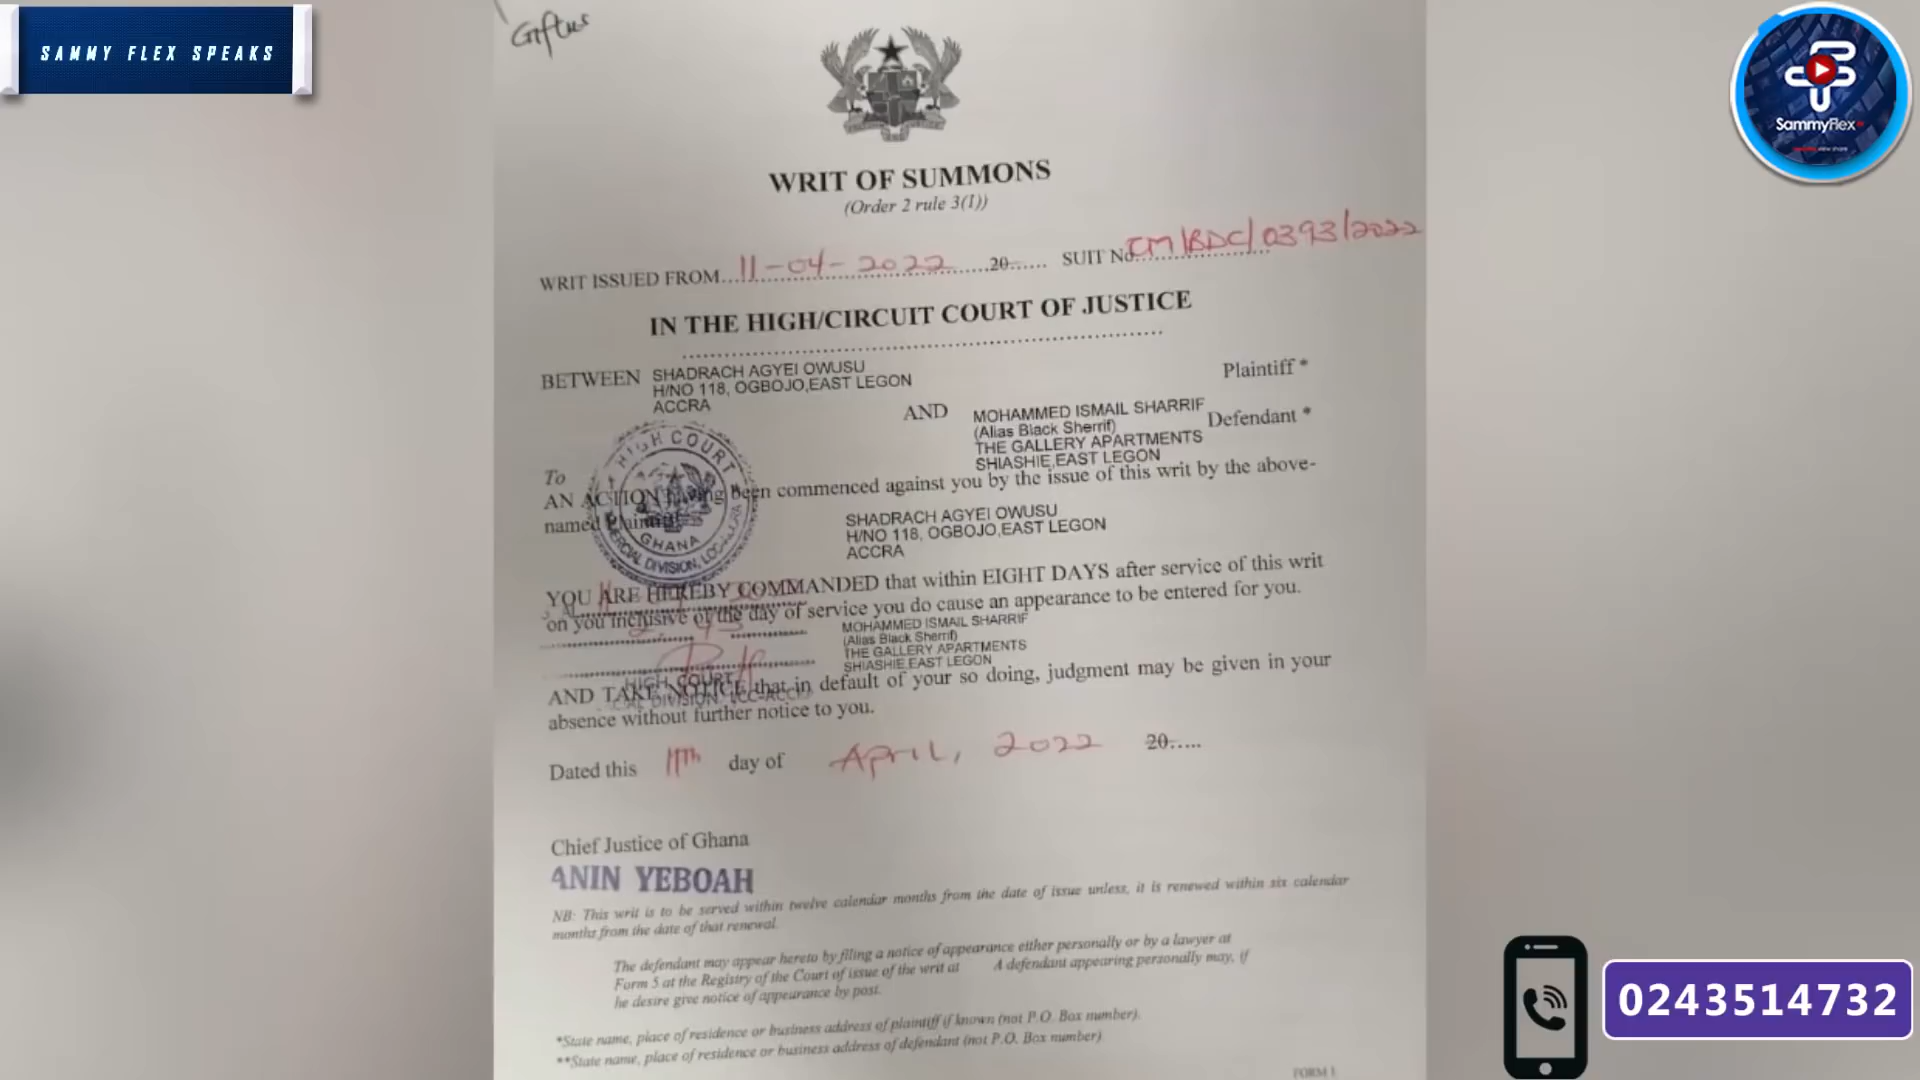 SAMMY FLEX SPEAKS
SammyFlex
Giftus
WRIT OF SUMMONS
(Order 2 rule 3(1))
WRIT ISSUED FROM 11-04-2022 20...... SUIT No. CM/BDC/0393/2022
IN THE HIGH/CIRCUIT COURT OF JUSTICE
BETWEEN SHADRACH AGYEI OWUSU Plaintiff *
H/NO 118, OGBOJO,EAST LEGON
ACCRA
AND MOHAMMED ISMAIL SHARRIF Defendant *
(Alias Black Sherrif)
THE GALLERY APARTMENTS
SHIASHIE,EAST LEGON
To
AN ACTION having been commenced against you by the issue of this writ by the above-
named Plaintiff
SHADRACH AGYEI OWUSU
H/NO 118, OGBOJO,EAST LEGON
ACCRA
HIGH COURT
GHANA
YOU ARE HEREBY COMMANDED that within EIGHT DAYS after service of this writ
on you inclusive of the day of service you do cause an appearance to be entered for you.
MOHAMMED ISMAIL SHARRIF
(Alias Black Sherrif)
THE GALLERY APARTMENTS
SHIASHIE,EAST LEGON
HIGH COURT
AND TAKE NOTICE that in default of your so doing, judgment may be given in your
absence without further notice to you.
Dated this 11th day of April, 2022 20.....
Chief Justice of Ghana
ANIN YEBOAH
NB: This writ is to be served within twelve calendar months from the date of issue unless, it is renewed within six calendar
months from the date of that renewal.
The defendant may appear hereto by filing a notice of appearance either personally or by a lawyer at
Form 5 at the Registry of the Court of issue of the writ at A defendant appearing personally may, if
he desire give notice of appearance by post.
*State name, place of residence or business address of plaintiff if known (not P.O. Box number).
**State name, place of residence or business address of defendant (not P.O. Box number)
FORM 1
0243514732